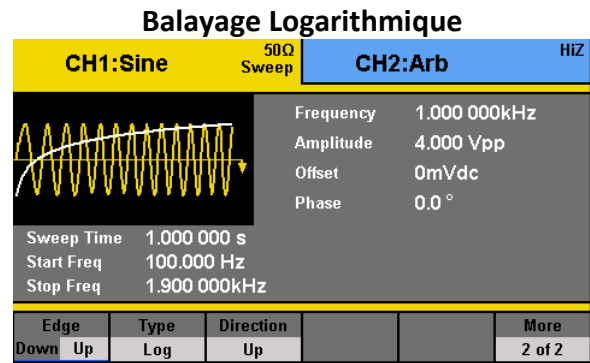 Balayage Logarithmique
CH1:Sine 50Ω Sweep CH2:Arb HiZ
Frequency 1.000 000kHz
Amplitude 4.000 Vpp
Offset 0mVdc
Phase 0.0 °
Sweep Time 1.000 000 s
Start Freq 100.000 Hz
Stop Freq 1.900 000kHz
Edge Type Direction More
Down Up Log Up 2 of 2